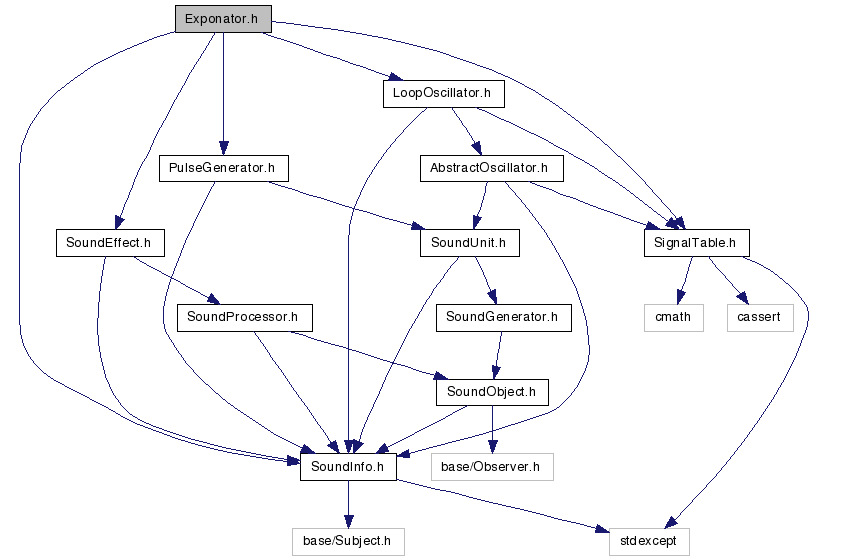 Exponator.h
LoopOscillator.h
PulseGenerator.h
AbstractOscillator.h
SoundEffect.h
SoundUnit.h
SignalTable.h
SoundProcessor.h
SoundGenerator.h
cmath
cassert
SoundObject.h
SoundInfo.h
base/Observer.h
base/Subject.h
stdexcept